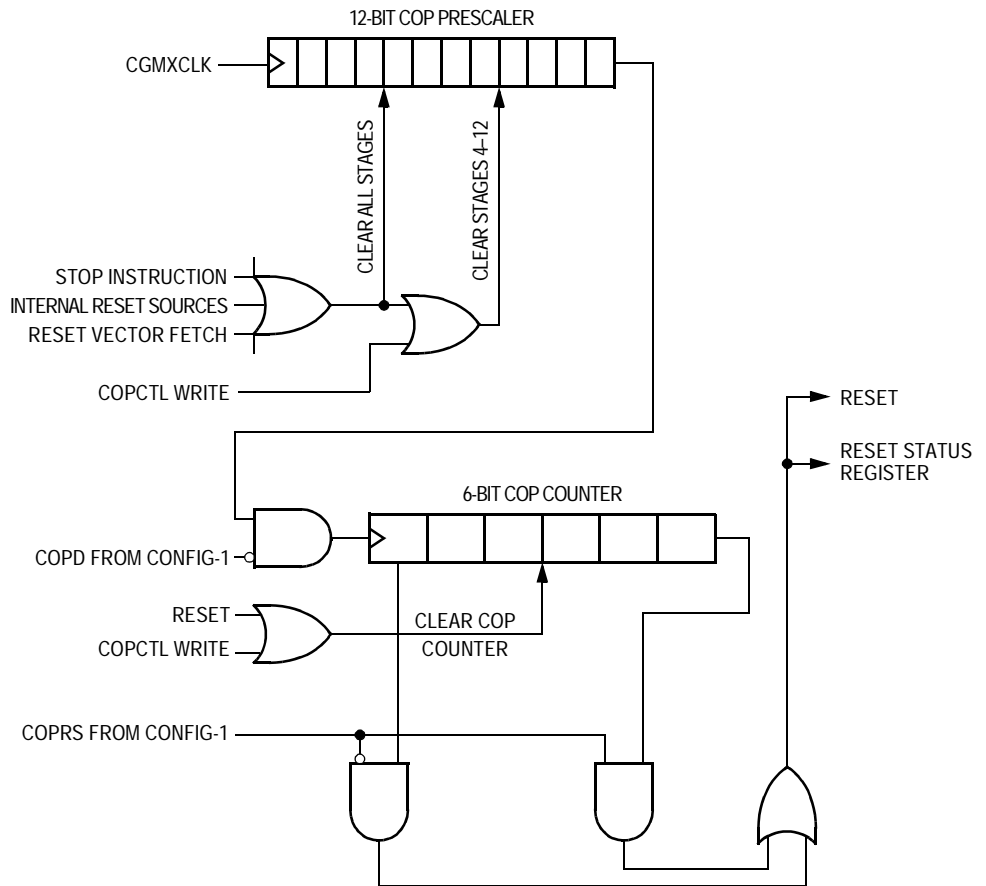 12-BIT COP PRESCALER
CGMXCLK
CLEAR ALL STAGES
CLEAR STAGES 4–12
STOP INSTRUCTION
INTERNAL RESET SOURCES
RESET VECTOR FETCH
COPCTL WRITE
RESET
RESET STATUS
REGISTER
6-BIT COP COUNTER
COPD FROM CONFIG-1
RESET
COPCTL WRITE
CLEAR COP
COUNTER
COPRS FROM CONFIG-1